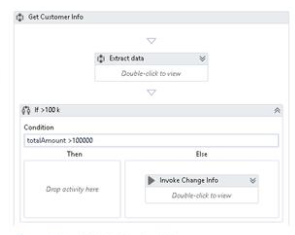 Get Customer Info
Extract data
Double-click to view
If >100 k
Condition
totalAmount >100000
Then
Else
Drop activity here
Invoke Change Info
Double-click to view